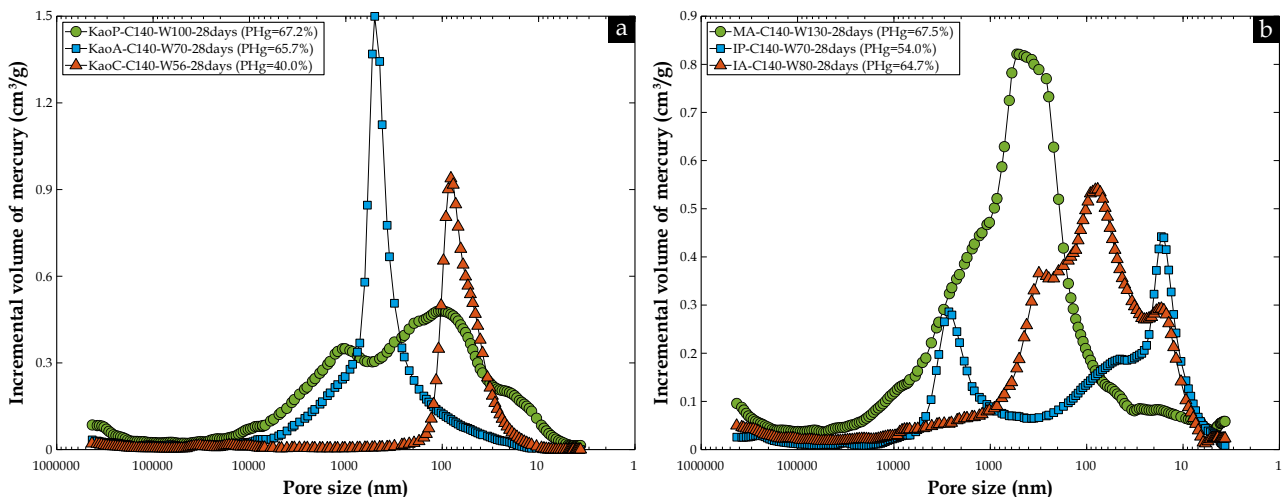 a
KaoP-C140-W100-28days (PHg=67.2%)
KaoA-C140-W70-28days (PHg=65.7%)
KaoC-C140-W56-28days (PHg=40.0%)
Incremental volume of mercury (cm³/g)
1.5
1.2
0.9
0.6
0.3
0
1000000 100000 10000 1000 100 10 1
Pore size (nm)
b
MA-C140-W130-28days (PHg=67.5%)
IP-C140-W70-28days (PHg=54.0%)
IA-C140-W80-28days (PHg=64.7%)
Incremental volume of mercury (cm³/g)
0.9
0.8
0.7
0.6
0.5
0.4
0.3
0.2
0.1
0
1000000 100000 10000 1000 100 10 1
Pore size (nm)